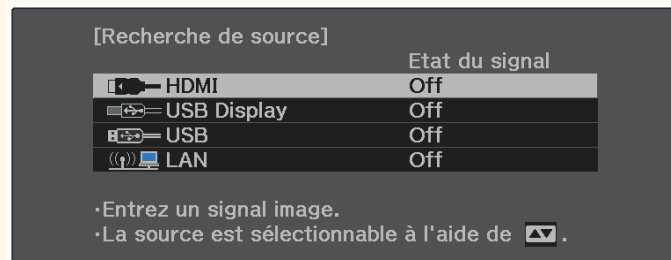 [Recherche de source]
Etat du signal
HDMI Off
USB Display Off
USB Off
LAN Off
·Entrez un signal image.
·La source est sélectionnable à l'aide de ▲▼ .